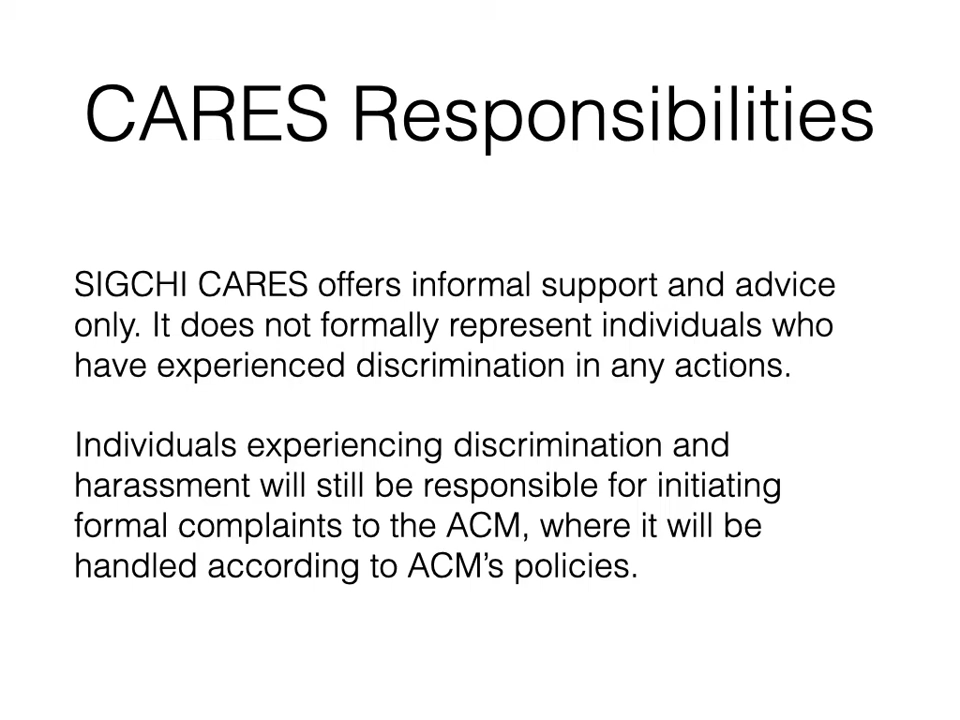 CARES Responsibilities
SIGCHI CARES offers informal support and advice
only. It does not formally represent individuals who
have experienced discrimination in any actions.
Individuals experiencing discrimination and
harassment will still be responsible for initiating
formal complaints to the ACM, where it will be
handled according to ACM’s policies.